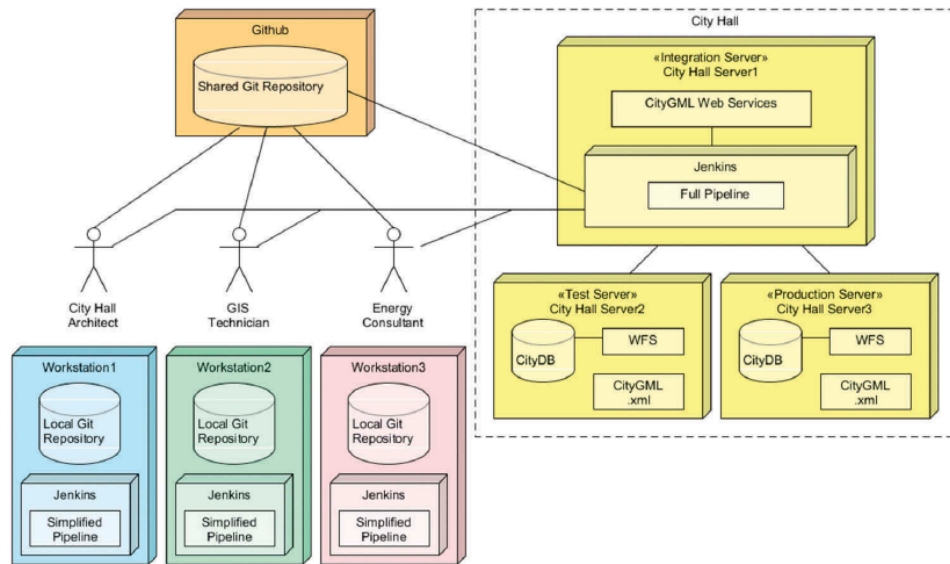 Github
Shared Git Repository
City Hall
«Integration Server»
City Hall Server1
CityGML Web Services
Jenkins
Full Pipeline
City Hall
Architect
GIS
Technician
Energy
Consultant
«Test Server»
City Hall Server2
CityDB
WFS
CityGML
.xml
«Production Server»
City Hall Server3
CityDB
WFS
CityGML
.xml
Workstation1
Local Git
Repository
Jenkins
Simplified
Pipeline
Workstation2
Local Git
Repository
Jenkins
Simplified
Pipeline
Workstation3
Local Git
Repository
Jenkins
Simplified
Pipeline